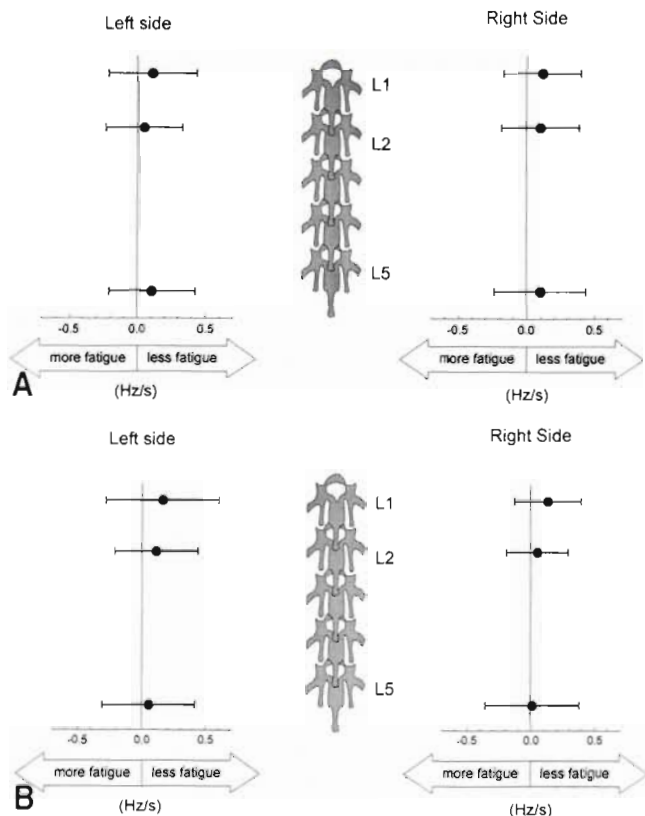 Left side
Right Side
L1
L2
L5
-0.5 0.0 0.5
-0.5 0.0 0.5
more fatigue less fatigue
more fatigue less fatigue
A
(Hz/s)
(Hz/s)
Left side
Right Side
L1
L2
L5
-0.5 0.0 0.5
-0.5 0.0 0.5
more fatigue less fatigue
more fatigue less fatigue
B
(Hz/s)
(Hz/s)